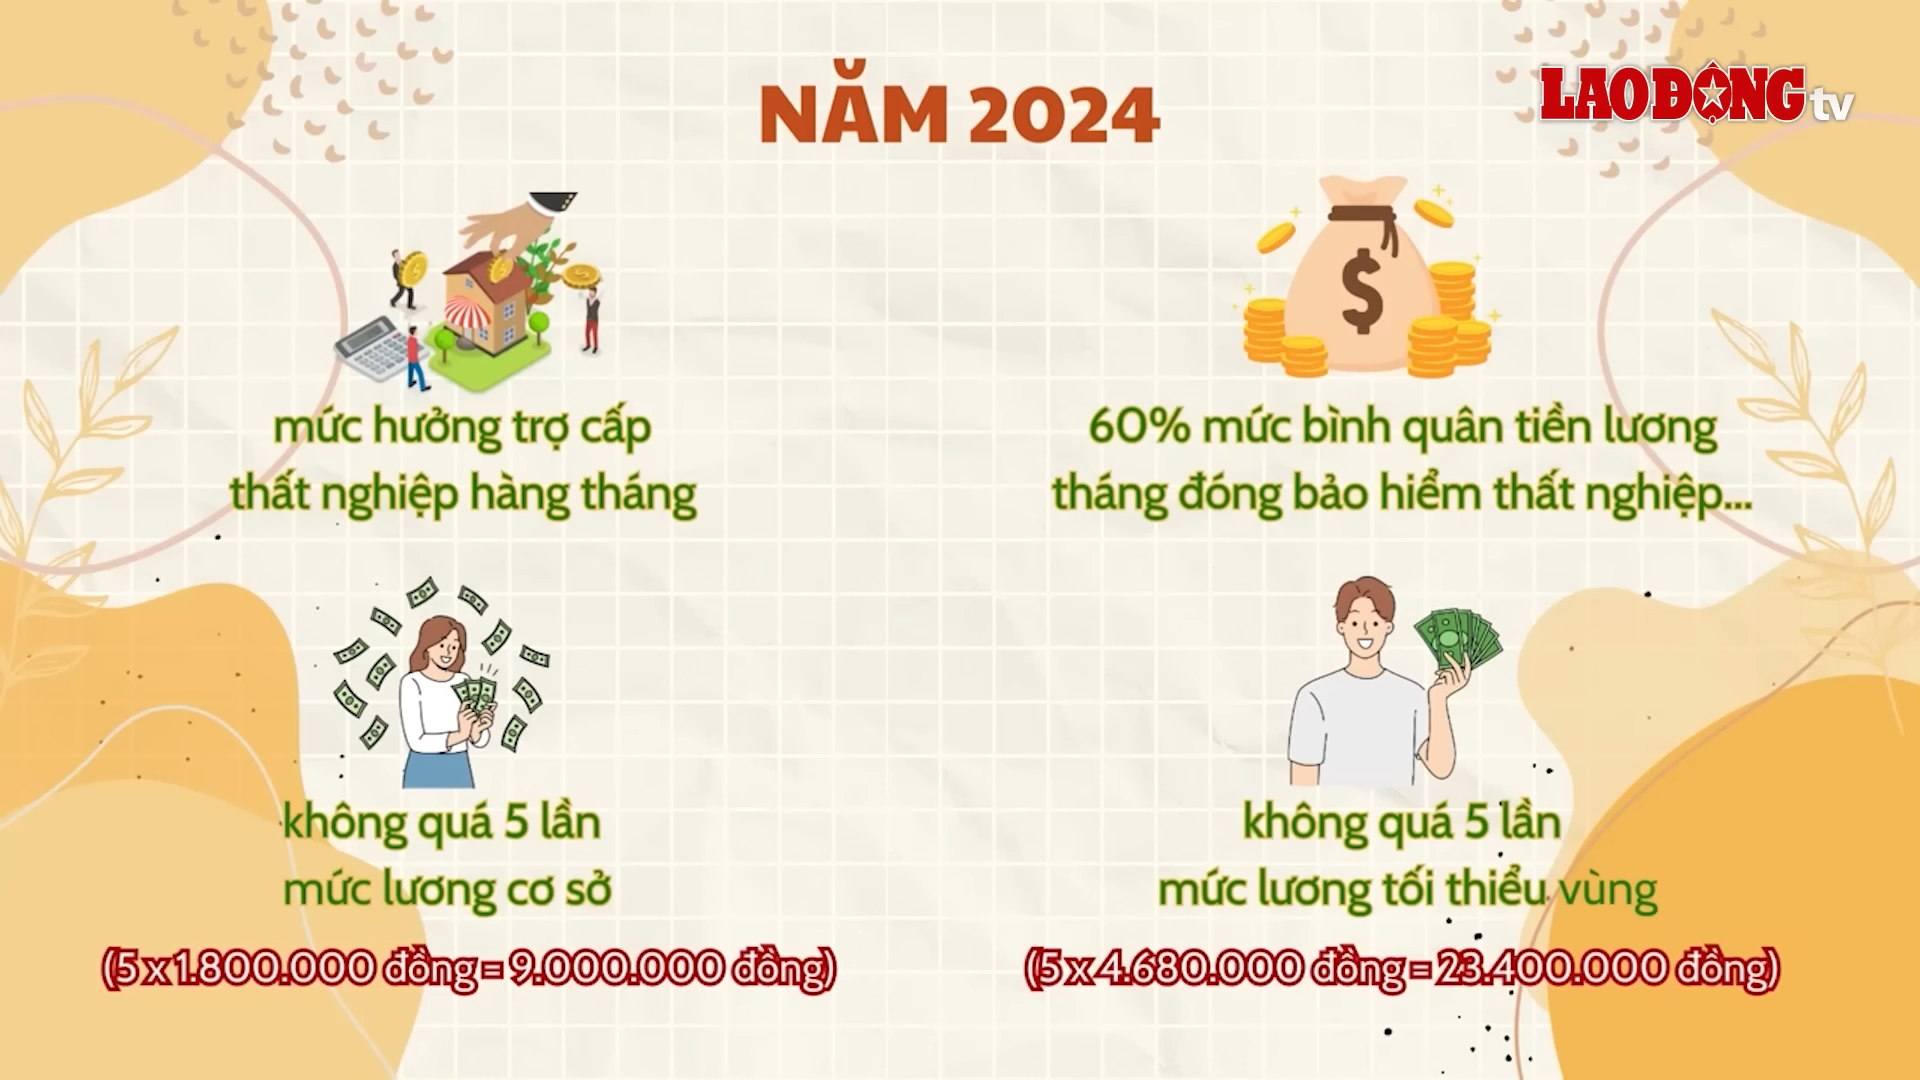 NĂM 2024
LAO ĐỘNG tv
mức hưởng trợ cấp
thất nghiệp hàng tháng
60% mức bình quân tiền lương
tháng đóng bảo hiểm thất nghiệp...
không quá 5 lần
mức lương cơ sở
(5 x 1.800.000 đồng = 9.000.000 đồng)
không quá 5 lần
mức lương tối thiểu vùng
(5 x 4.680.000 đồng = 23.400.000 đồng)